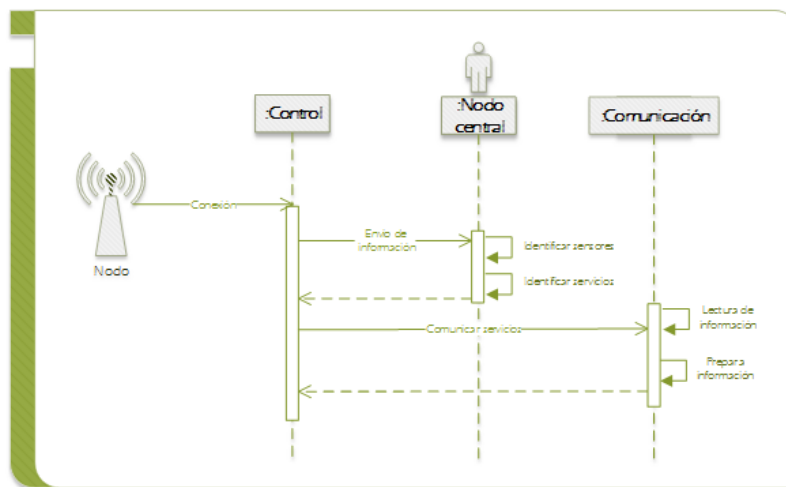 :Control
:Nodo
central
:Comunicación
Conexión
Nodo
Envío de
información
Identificar sensores
Identificar servicios
Comunicar servicios
Lectura de
información
Prepara
información